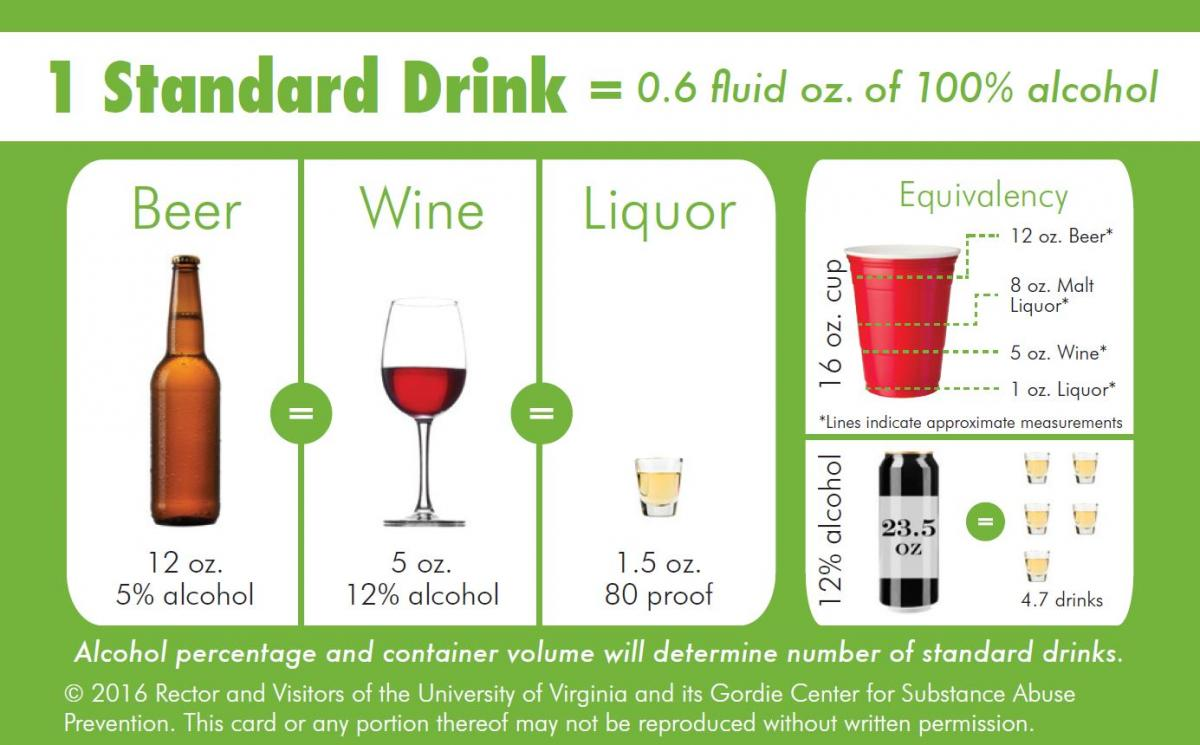 1 Standard Drink = 0.6 fluid oz. of 100% alcohol
Beer
12 oz.
5% alcohol
=
Wine
5 oz.
12% alcohol
=
Liquor
1.5 oz.
80 proof
Equivalency
16 oz. cup
12 oz. Beer*
8 oz. Malt
Liquor*
5 oz. Wine*
1 oz. Liquor*
*Lines indicate approximate measurements
12% alcohol
23.5
OZ
=
4.7 drinks
Alcohol percentage and container volume will determine number of standard drinks.
© 2016 Rector and Visitors of the University of Virginia and its Gordie Center for Substance Abuse
Prevention. This card or any portion thereof may not be reproduced without written permission.